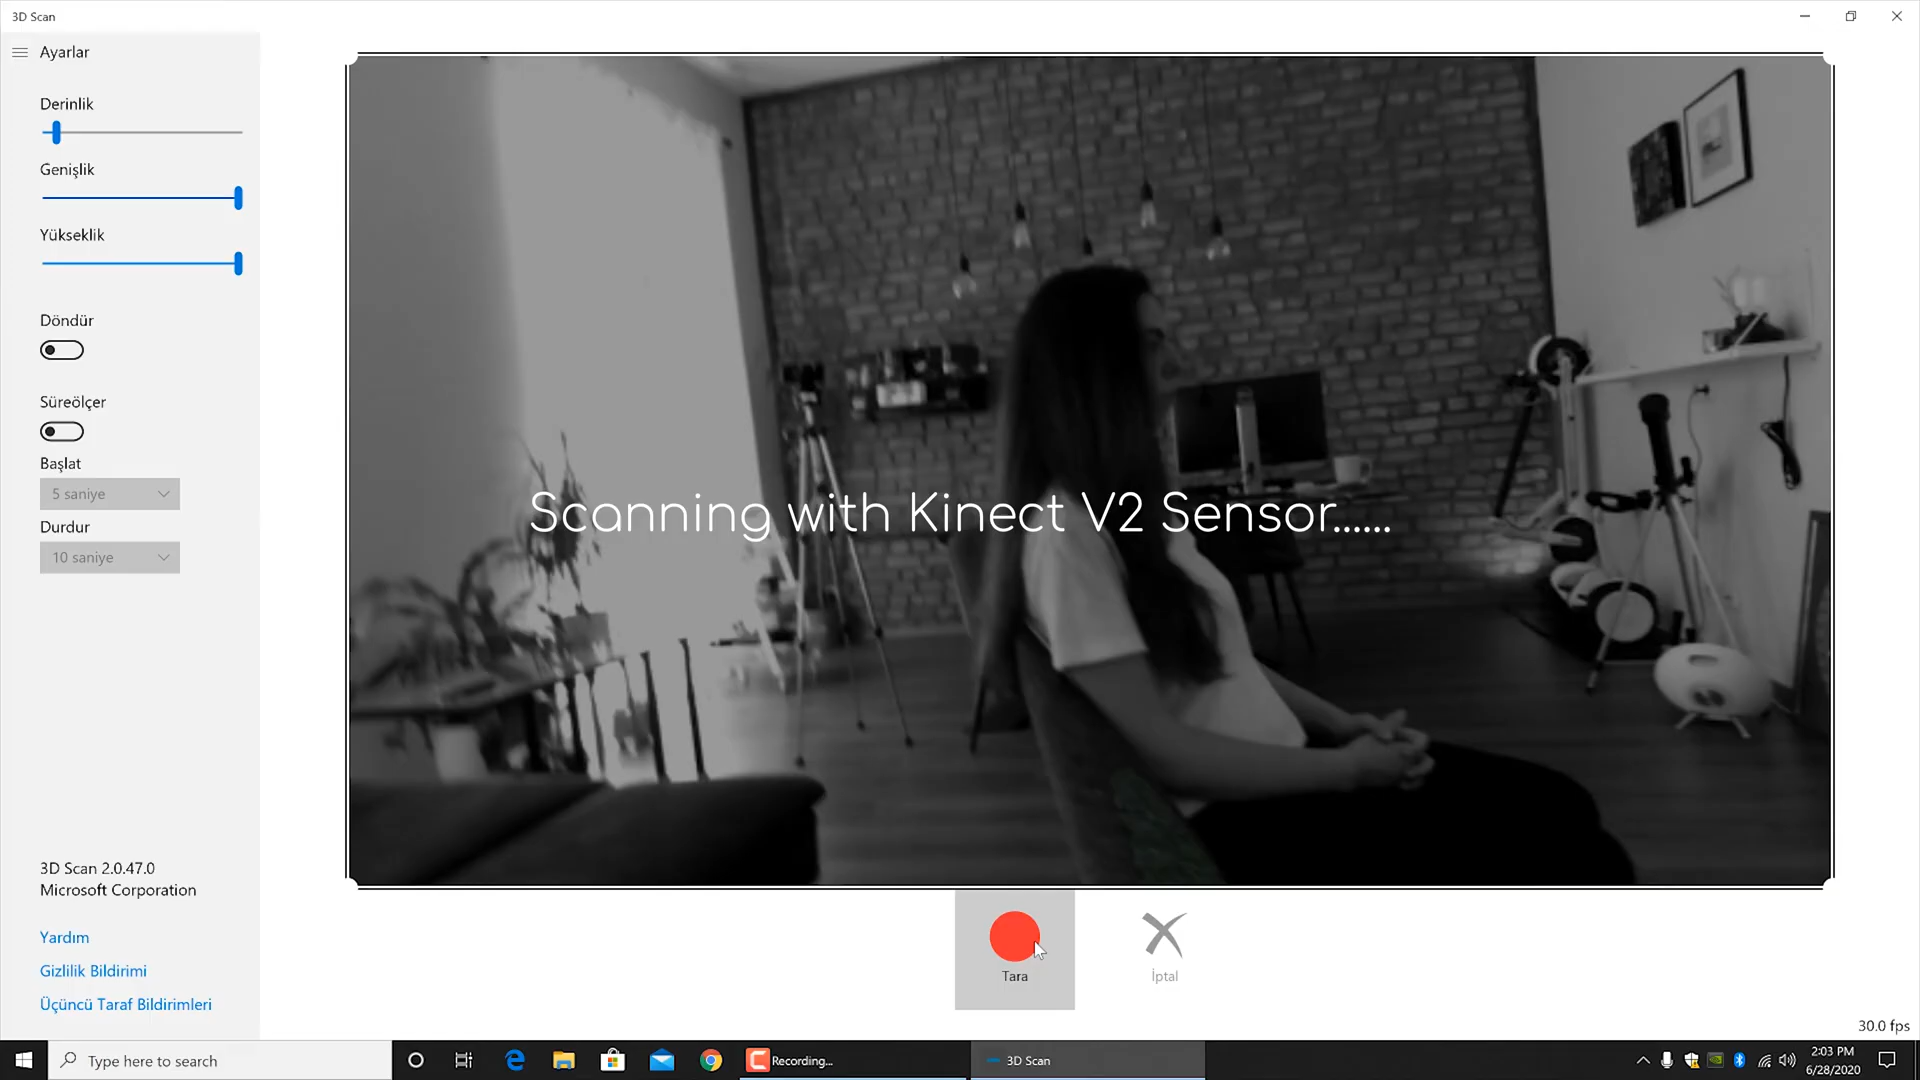 3D Scan
Ayarlar
Derinlik
Genişlik
Yükseklik
Döndür
Süreölçer
Başlat
5 saniye
Durdur
10 saniye
Scanning with Kinect V2 Sensor......
3D Scan 2.0.47.0
Microsoft Corporation
Yardım
Gizlilik Bildirimi
Üçüncü Taraf Bildirimleri
Tara
İptal
30.0 fps
Type here to search
Recording...
3D Scan
2:03 PM
6/28/2020